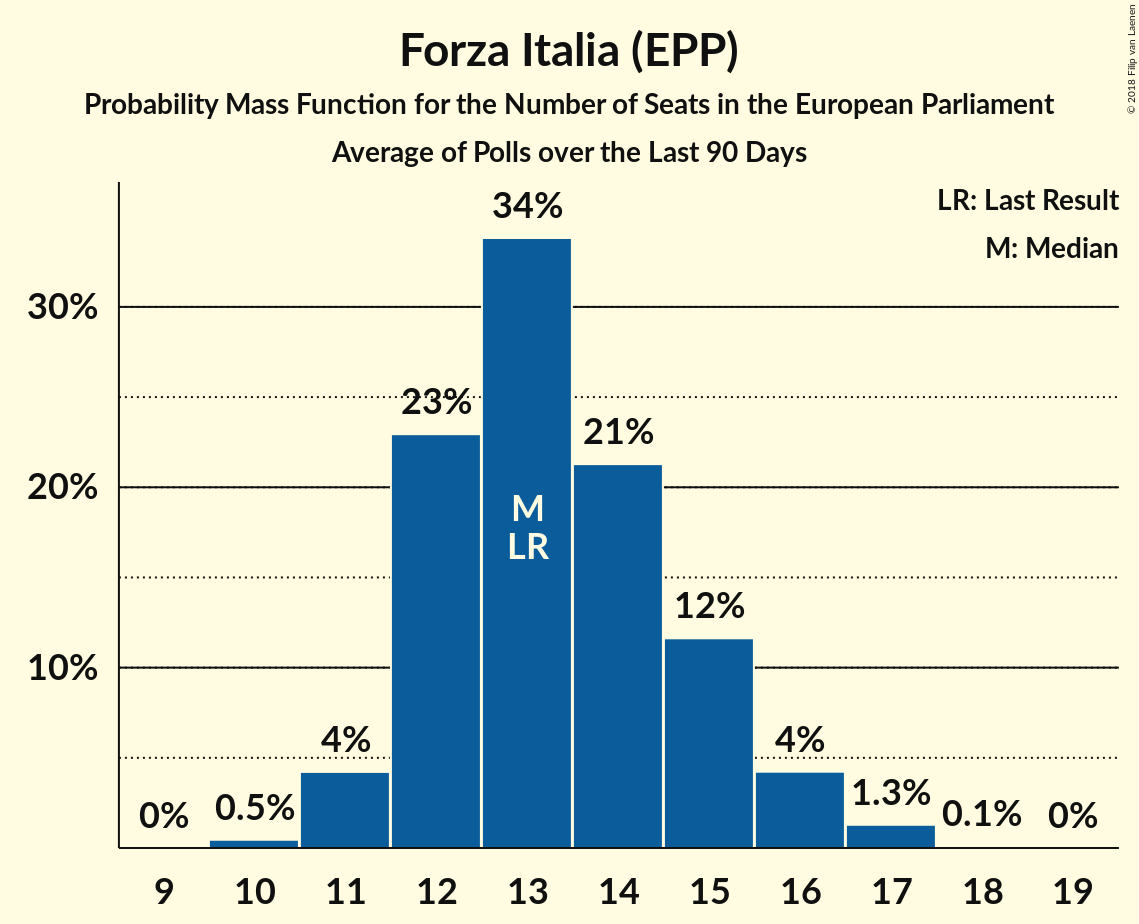 Forza Italia (EPP)
Probability Mass Function for the Number of Seats in the European Parliament
Average of Polls over the Last 90 Days
© 2018 Filip van Laenen
LR: Last Result
M: Median
34%
30%
23%
21%
20%
M
LR
12%
10%
4%
4%
0%
0.5%
1.3%
0.1%
0%
9 10 11 12 13 14 15 16 17 18 19